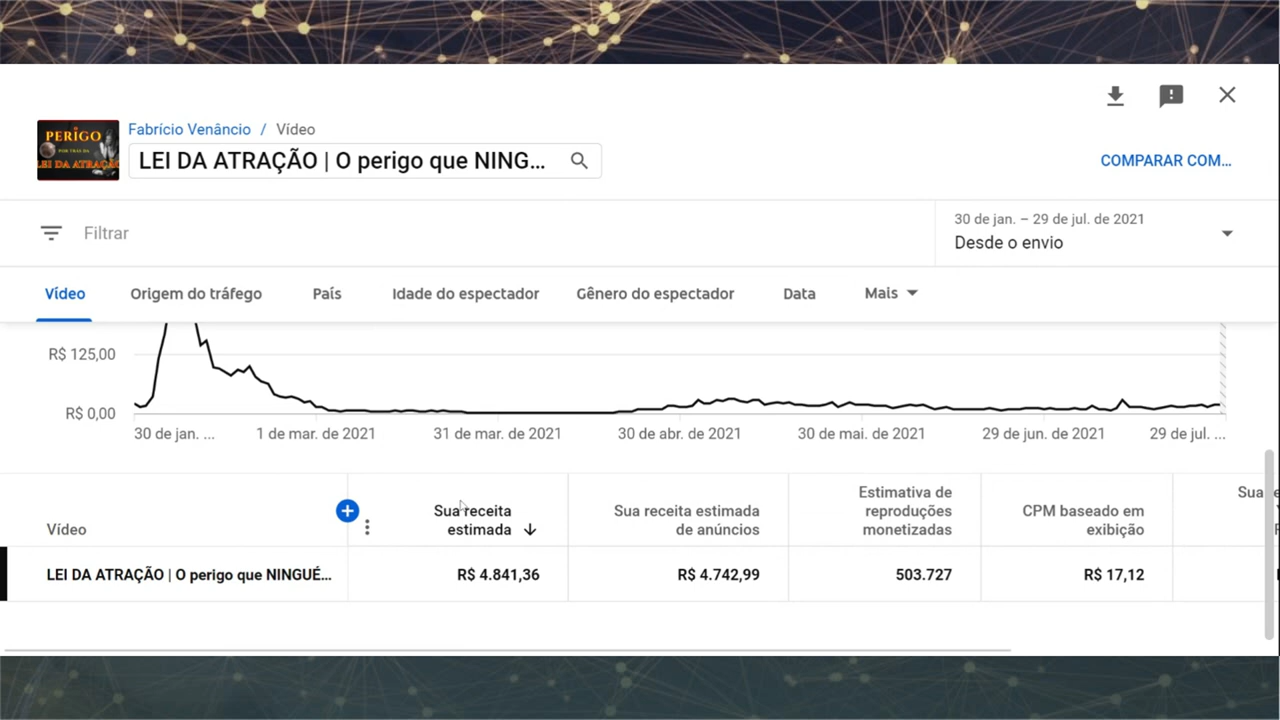 PERIGO
POR TRÁS DA
LEI DA ATRAÇÃO
Fabrício Venâncio / Vídeo
LEI DA ATRAÇÃO | O perigo que NING...
COMPARAR COM...
Filtrar
30 de jan. – 29 de jul. de 2021
Desde o envio
Vídeo Origem do tráfego País Idade do espectador Gênero do espectador Data Mais
R$ 125,00
R$ 0,00
30 de jan. ... 1 de mar. de 2021 31 de mar. de 2021 30 de abr. de 2021 30 de mai. de 2021 29 de jun. de 2021 29 de jul. ...
Vídeo
Sua receita
estimada
Sua receita estimada
de anúncios
Estimativa de
reproduções
monetizadas
CPM baseado em
exibição
Sua
LEI DA ATRAÇÃO | O perigo que NINGUÉ... R$ 4.841,36 R$ 4.742,99 503.727 R$ 17,12